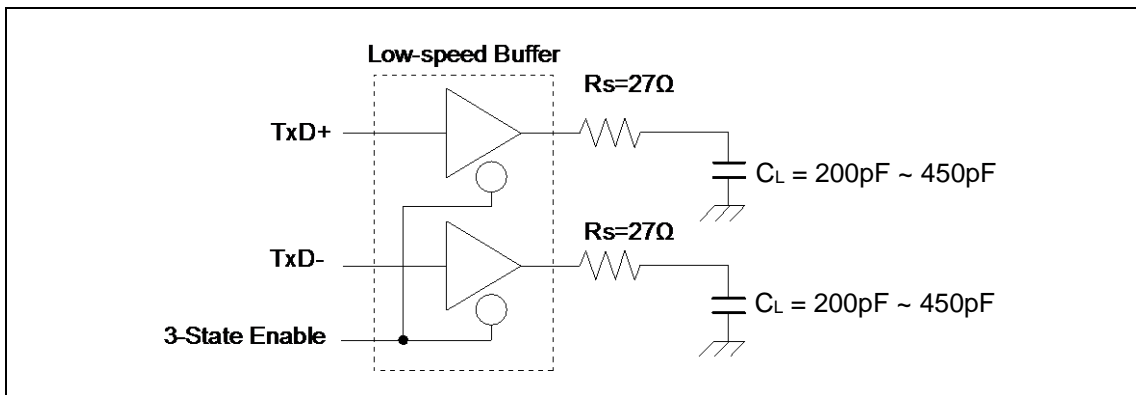 Low-speed Buffer
Rs=27Ω
TxD+
CL = 200pF ~ 450pF
Rs=27Ω
TxD-
CL = 200pF ~ 450pF
3-State Enable